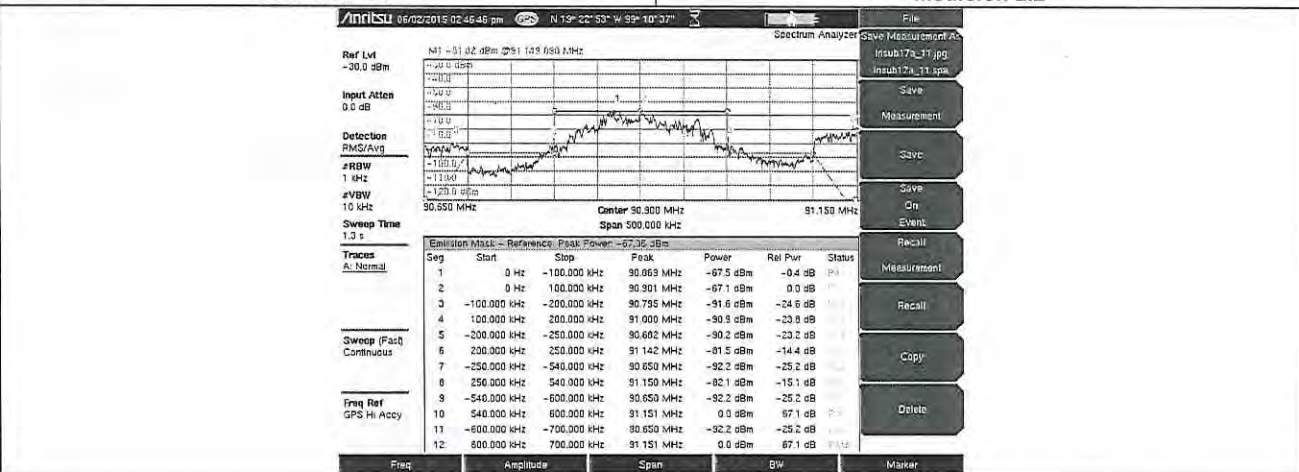 Anritsu 06/02/2015 02:46:46 pm GPS N 19° 22' 53" W 99° 10' 37"
Spectrum Analyzer
Ref Lvl
-30.0 dBm
Input Atten
0.0 dB
Detection
RMS/Avg
#RBW
1 kHz
#VBW
10 kHz
Sweep Time
1.3 s
Traces
A: Normal
Sweep (Fast)
Continuous
Freq Ref
GPS Hi Accy
-100.0
-110.0
-120.0 dBm
90.650 MHz
Center 90.900 MHz
Span 500.000 kHz
91.150 MHz
Emission Mask - Reference: Peak Power
Seg Start Stop Peak Power Rel Pwr Status
1 0 Hz -100.000 kHz 90.869 MHz -67.5 dBm -0.4 dB
2 0 Hz 100.000 kHz 90.901 MHz -67.1 dBm 0.0 dB
3 -100.000 kHz -200.000 kHz 90.795 MHz -91.6 dBm -24.6 dB
4 100.000 kHz 200.000 kHz 91.000 MHz -90.9 dBm -23.8 dB
5 -200.000 kHz -250.000 kHz 90.682 MHz -90.2 dBm -23.2 dB
6 200.000 kHz 250.000 kHz 91.142 MHz -81.5 dBm -14.4 dB
7 -250.000 kHz -540.000 kHz 90.650 MHz -92.2 dBm -25.2 dB
8 250.000 kHz 540.000 kHz 91.150 MHz -82.1 dBm -15.1 dB
9 -540.000 kHz -600.000 kHz 90.650 MHz -92.2 dBm -25.2 dB
10 540.000 kHz 600.000 kHz 91.151 MHz 0.0 dBm 67.1 dB
11 -600.000 kHz -700.000 kHz 90.650 MHz -92.2 dBm -25.2 dB
12 600.000 kHz 700.000 kHz 91.151 MHz 0.0 dBm 67.1 dB
File
Save Measurement As
Insub17a_11.jpg
Insub17a_11.spa
Save
Measurement
Save
Save
On
Event
Recall
Measurement
Recall
Copy
Delete
Freq Amplitude Span BW Marker